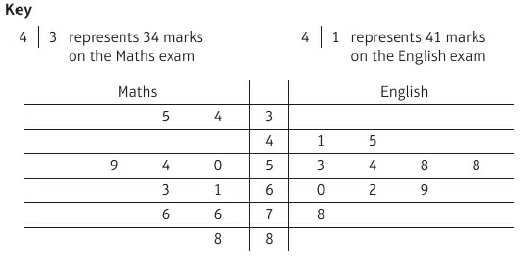 Key
4 | 3 represents 34 marks on the Maths exam
4 | 1 represents 41 marks on the English exam
Maths English
5 4 3
4 1 5
9 4 0 5 3 4 8 8
3 1 6 0 2 9
6 6 7 8
8 8